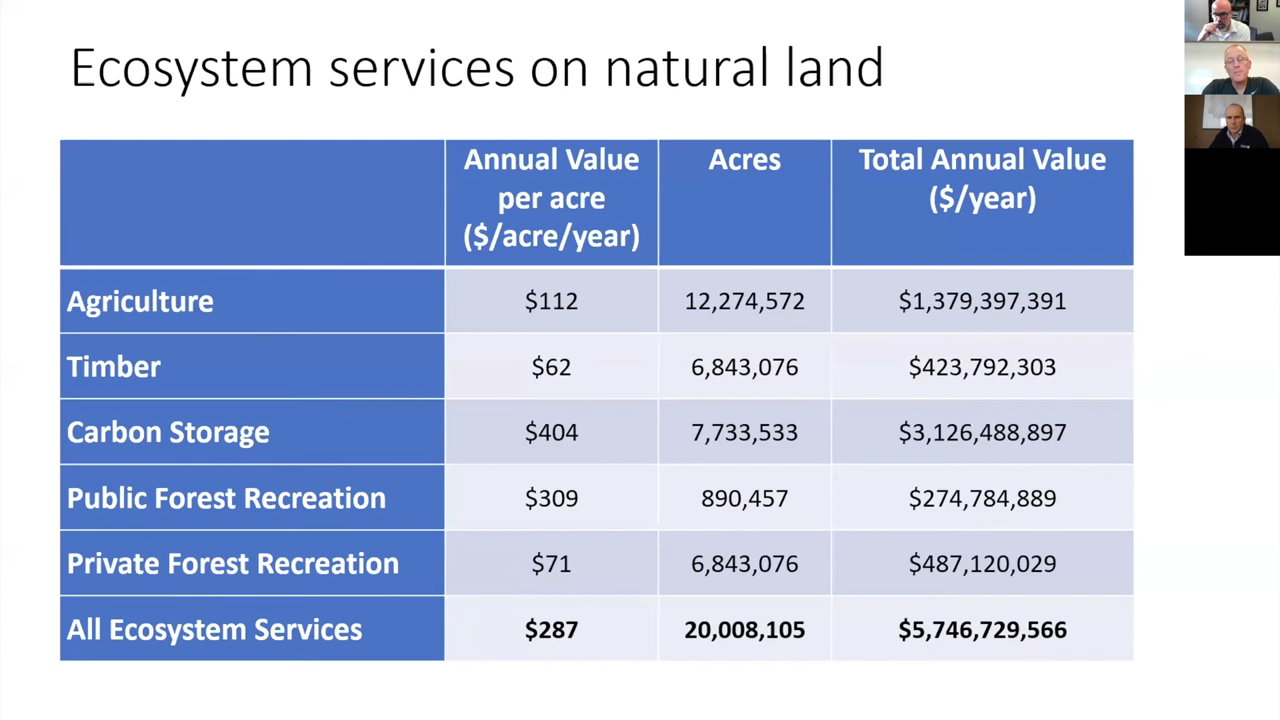 Ecosystem services on natural land
Annual Value per acre ($/acre/year) Acres Total Annual Value ($/year)
Agriculture $112 12,274,572 $1,379,397,391
Timber $62 6,843,076 $423,792,303
Carbon Storage $404 7,733,533 $3,126,488,897
Public Forest Recreation $309 890,457 $274,784,889
Private Forest Recreation $71 6,843,076 $487,120,029
All Ecosystem Services $287 20,008,105 $5,746,729,566